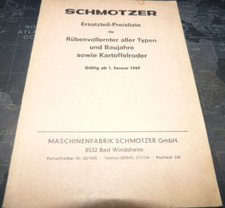 SCHMOTZER
Ersatzteil-Preisliste
für
Rübenvollernter aller Typen
und Baujahre
sowie Kartoffelroder
Gültig ab 1. Januar
MASCHINENFABRIK SCHMOTZER GmbH.
8532 Bad Windsheim